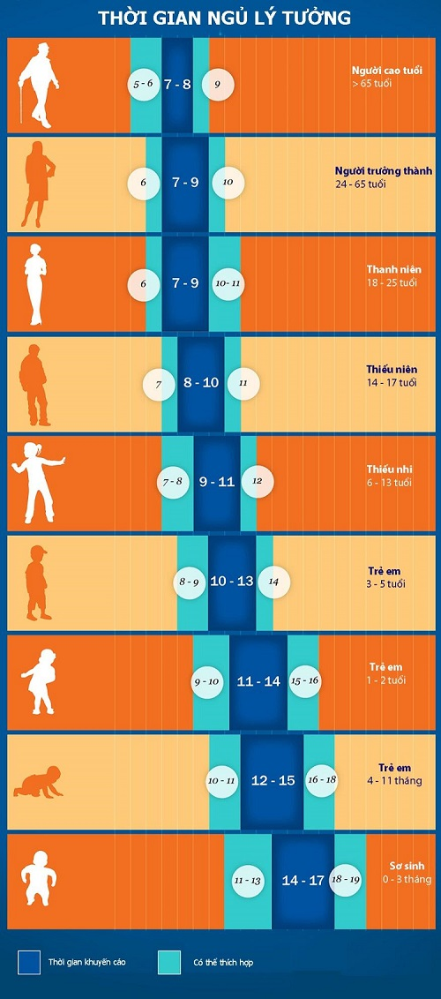 THỜI GIAN NGỦ LÝ TƯỞNG
5 - 6 7 - 8 9 Người cao tuổi
> 65 tuổi
6 7 - 9 10 Người trưởng thành
24 - 65 tuổi
6 7 - 9 10 - 11 Thanh niên
18 - 25 tuổi
7 8 - 10 11 Thiếu niên
14 - 17 tuổi
7 - 8 9 - 11 12 Thiếu nhi
6 - 13 tuổi
8 - 9 10 - 13 14 Trẻ em
3 - 5 tuổi
9 - 10 11 - 14 15 - 16 Trẻ em
1 - 2 tuổi
10 - 11 12 - 15 16 - 18 Trẻ em
4 - 11 tháng
11 - 13 14 - 17 18 - 19 Sơ sinh
0 - 3 tháng
Thời gian khuyến cáo Có thể thích hợp